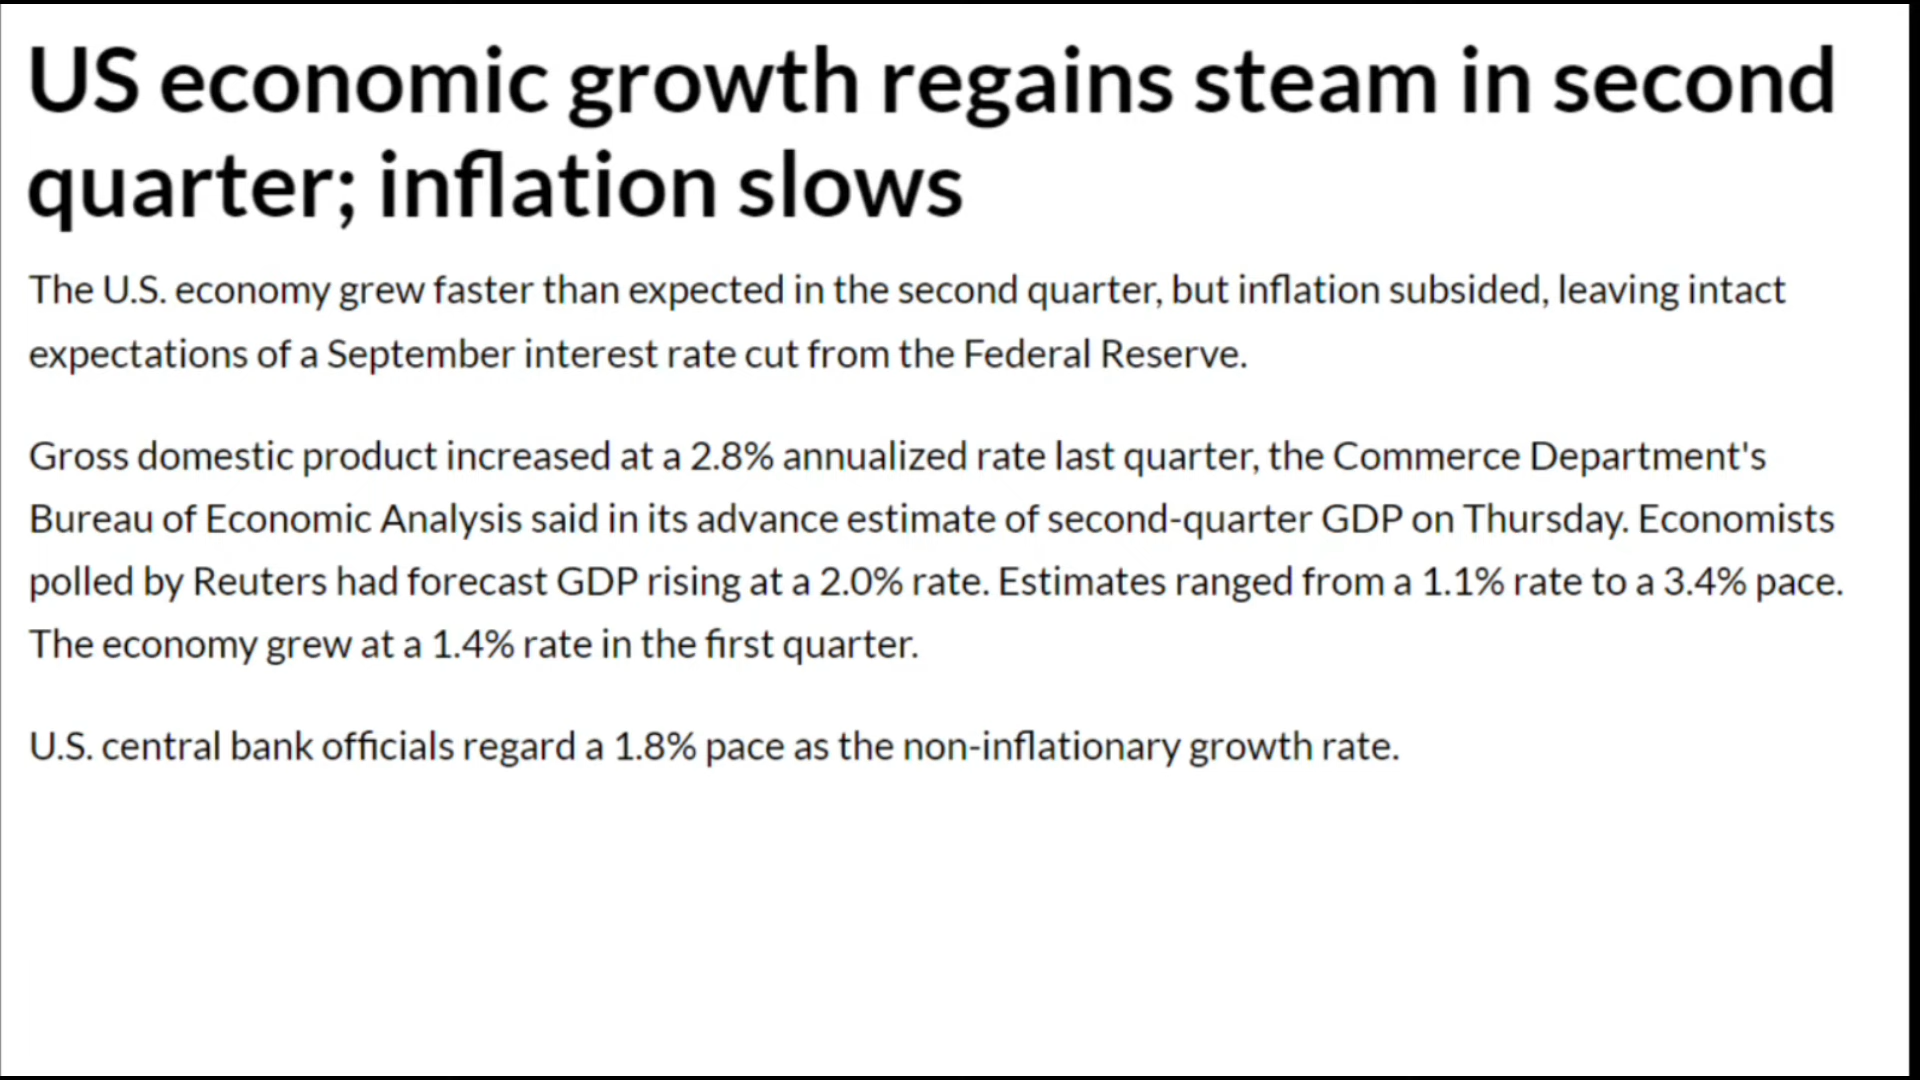 US economic growth regains steam in second
quarter; inflation slows
The U.S. economy grew faster than expected in the second quarter, but inflation subsided, leaving intact
expectations of a September interest rate cut from the Federal Reserve.
Gross domestic product increased at a 2.8% annualized rate last quarter, the Commerce Department's
Bureau of Economic Analysis said in its advance estimate of second-quarter GDP on Thursday. Economists
polled by Reuters had forecast GDP rising at a 2.0% rate. Estimates ranged from a 1.1% rate to a 3.4% pace.
The economy grew at a 1.4% rate in the first quarter.
U.S. central bank officials regard a 1.8% pace as the non-inflationary growth rate.